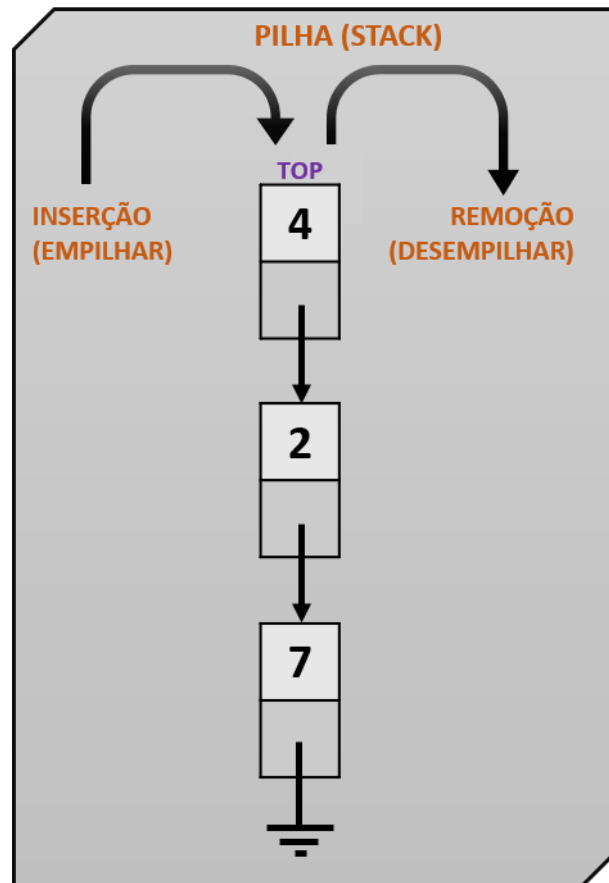 PILHA (STACK)
TOP
INSERÇÃO
(EMPILHAR)
REMOÇÃO
(DESEMPILHAR)
4
2
7